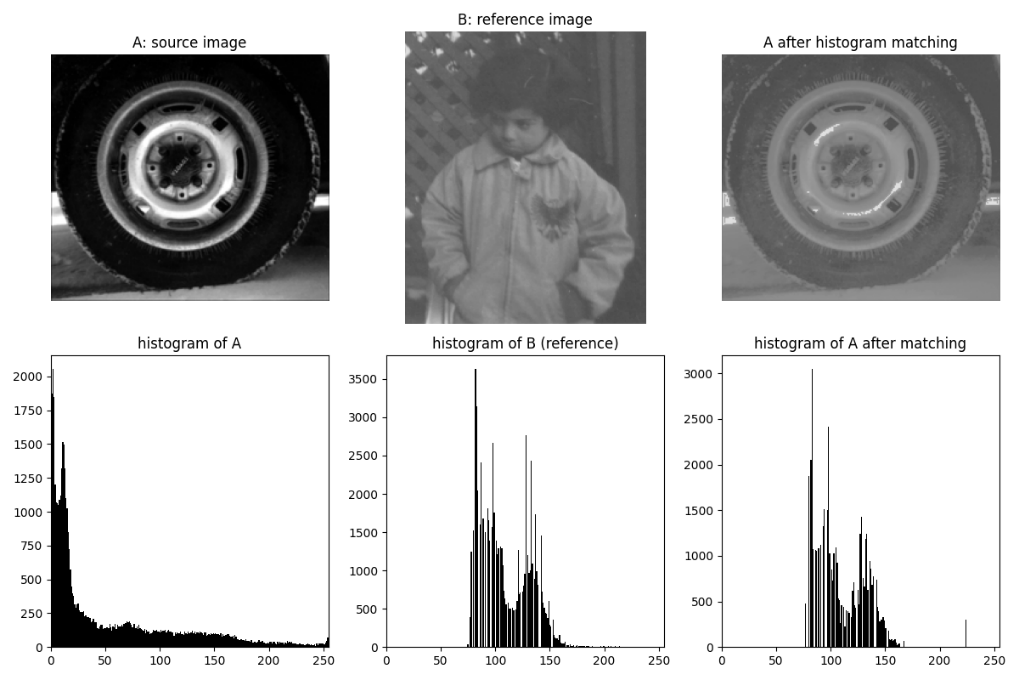 B: reference image
A: source image
A after histogram matching
histogram of A
histogram of B (reference)
histogram of A after matching
2000
1750
1500
1250
1000
750
500
250
0
0 50 100 150 200 250
3500
3000
2500
2000
1500
1000
500
0
0 50 100 150 200 250
3000
2500
2000
1500
1000
500
0
0 50 100 150 200 250